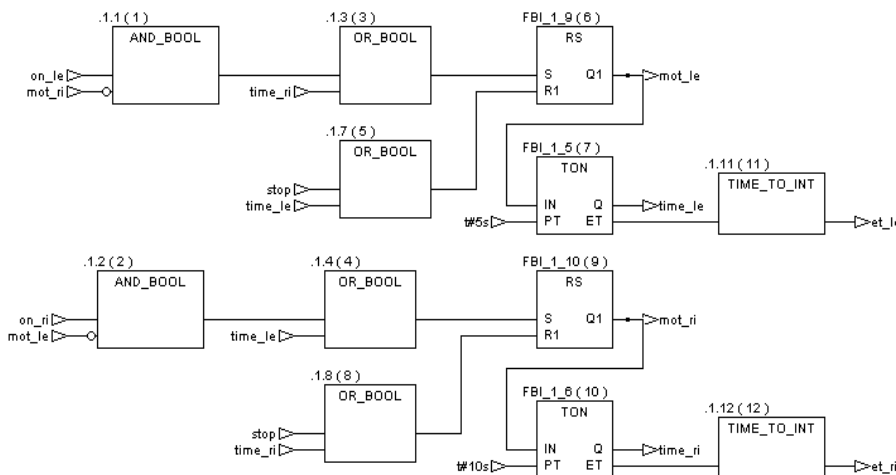 .1.1 ( 1 )
AND_BOOL
on_le
mot_ri
.1.3 ( 3 )
OR_BOOL
time_ri
FBI_1_9 ( 6 )
RS
S Q1
R1
mot_le
.1.7 ( 5 )
OR_BOOL
stop
time_le
FBI_1_5 ( 7 )
TON
IN Q
PT ET
t#5s
time_le
.1.11 ( 11 )
TIME_TO_INT
.1.2 ( 2 )
AND_BOOL
on_ri
mot_le
.1.4 ( 4 )
OR_BOOL
time_le
FBI_1_10 ( 9 )
RS
S Q1
R1
mot_ri
.1.8 ( 8 )
OR_BOOL
stop
time_ri
FBI_1_6 ( 10 )
TON
IN Q
PT ET
t#10s
time_ri
.1.12 ( 12 )
TIME_TO_INT
et_ri